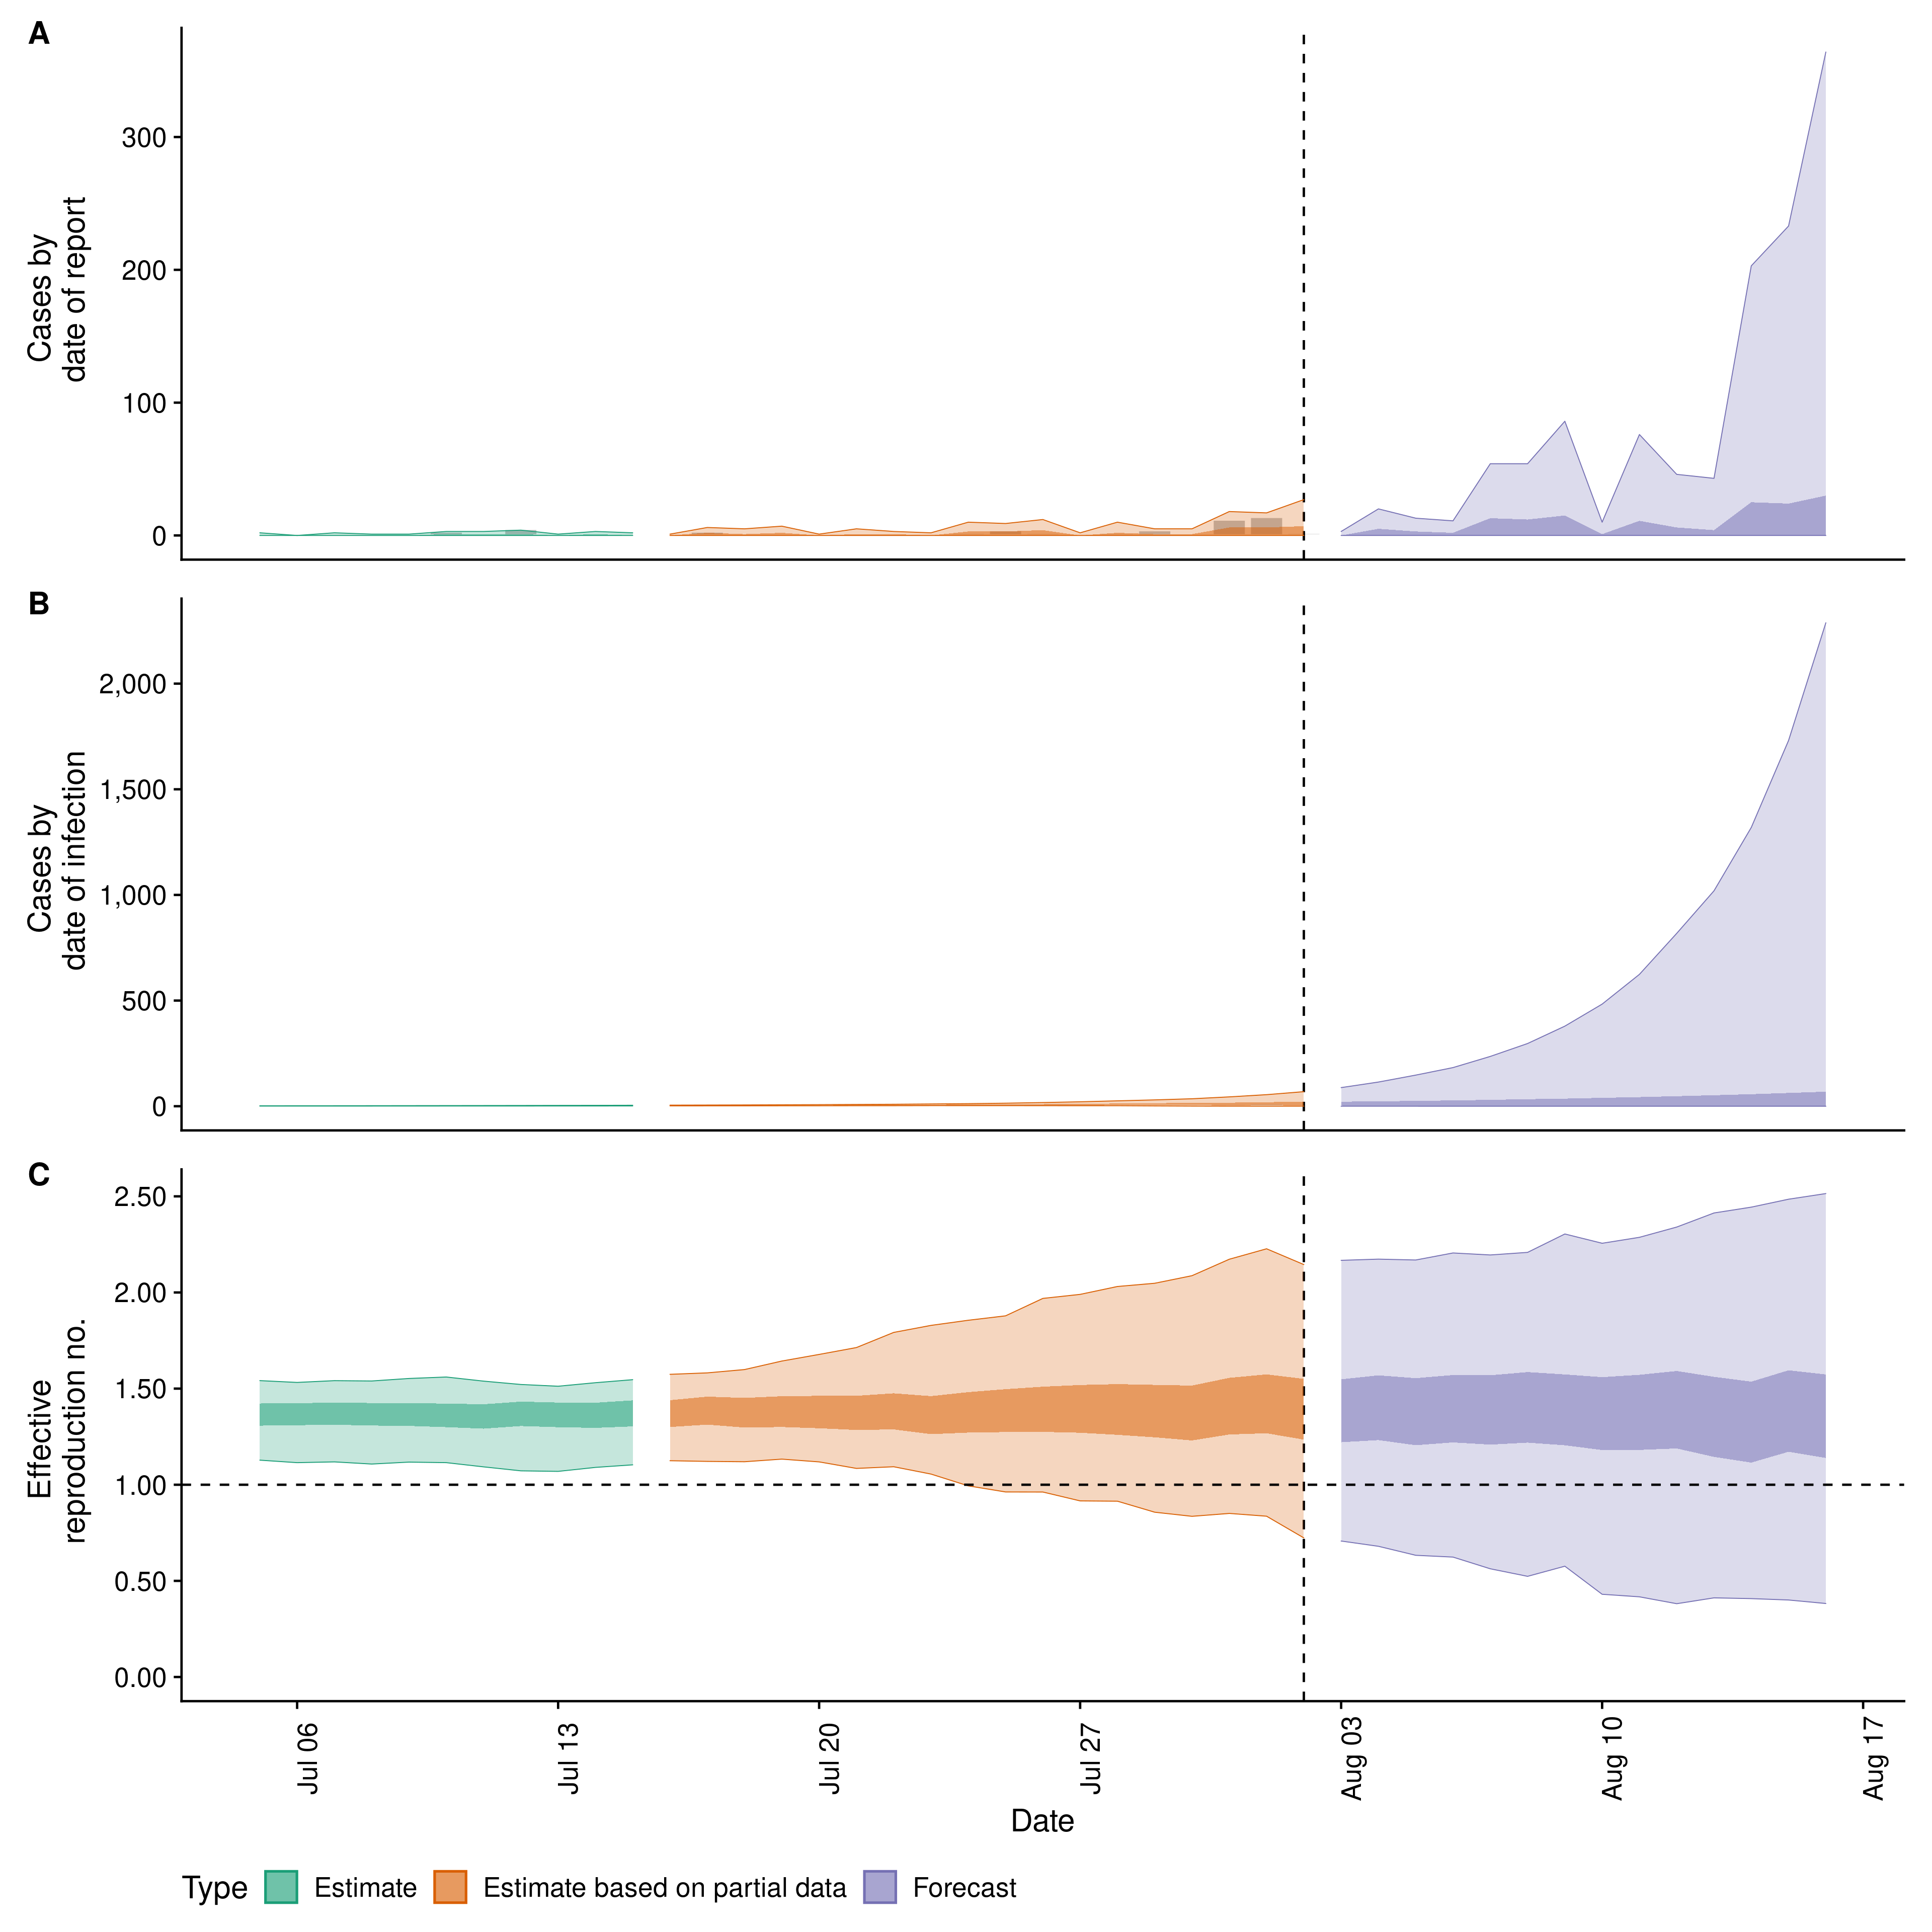 A
Cases by
date of report
300
200
100
0
B
Cases by
date of infection
2,000
1,500
1,000
500
0
C
Effective
reproduction no.
2.50
2.00
1.50
1.00
0.50
0.00
Jul 06
Jul 13
Jul 20
Jul 27
Aug 03
Aug 10
Aug 17
Date
Type Estimate Estimate based on partial data Forecast